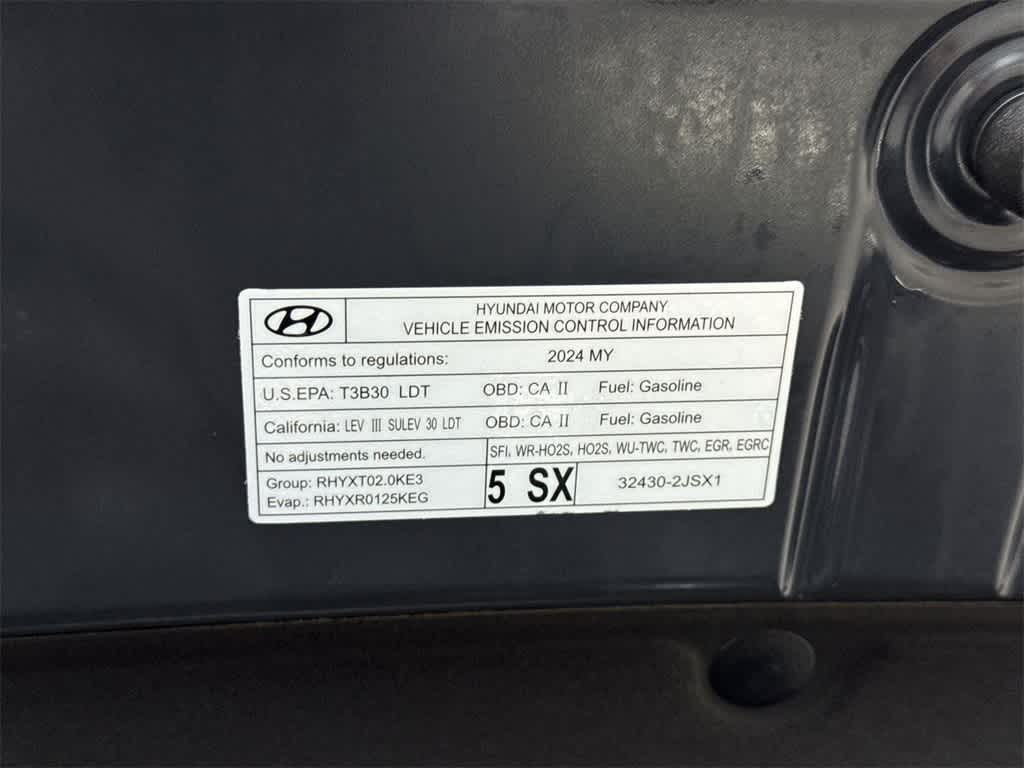 HYUNDAI MOTOR COMPANY
VEHICLE EMISSION CONTROL INFORMATION
Conforms to regulations: 2024 MY
U.S.EPA: T3B30 LDT OBD: CA II Fuel: Gasoline
California: LEV III SULEV 30 LDT OBD: CA II Fuel: Gasoline
No adjustments needed. SFI, WR-HO2S, HO2S, WU-TWC, TWC, EGR, EGRC
Group: RHYXT02.0KE3
Evap.: RHYXR0125KEG
5 SX 32430-2JSX1